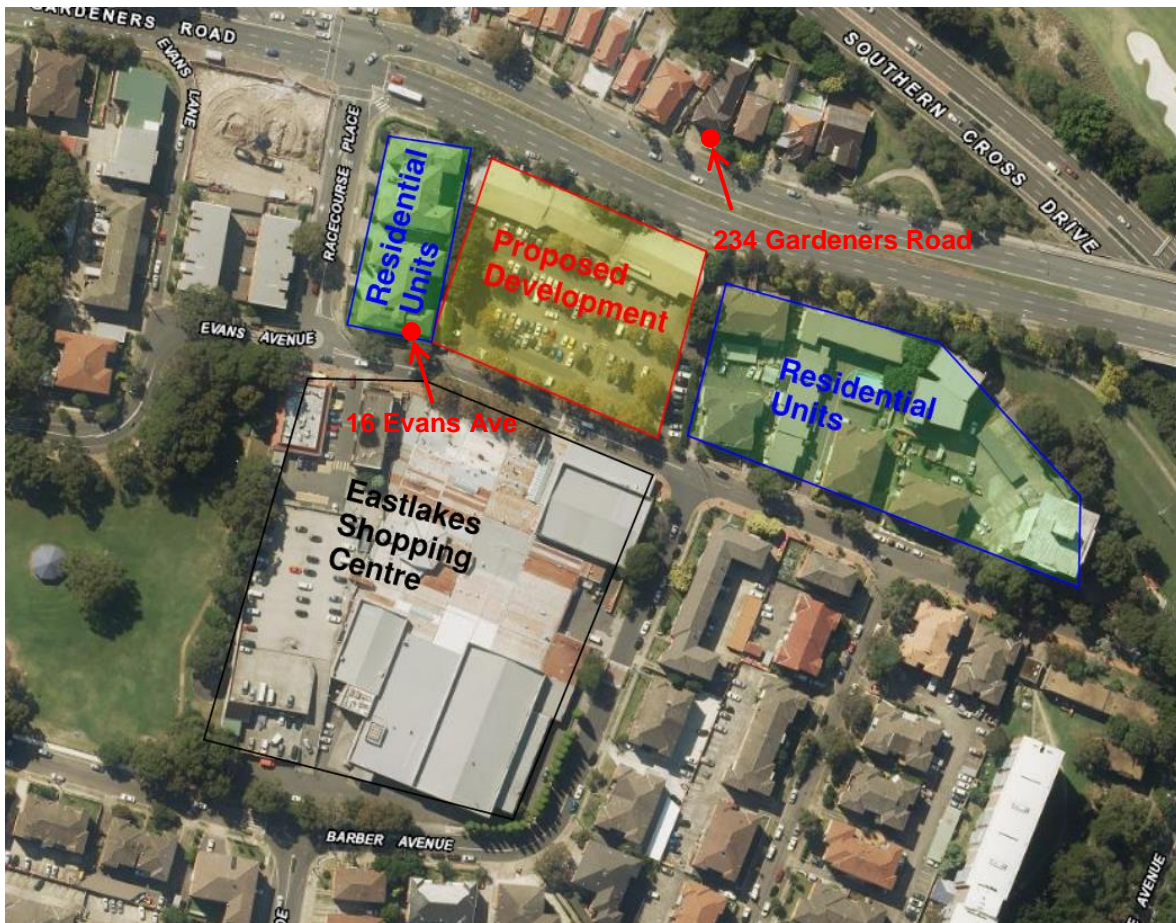 GARDENERS ROAD
EVANS LANE
RACECOURSE PLACE
SOUTHERN CROSS DRIVE
234 Gardeners Road
Residential
Units
Proposed
Development
EVANS AVENUE
Residential
Units
16 Evans Ave
Eastlakes
Shopping
Centre
BARBER AVENUE
AVENUE